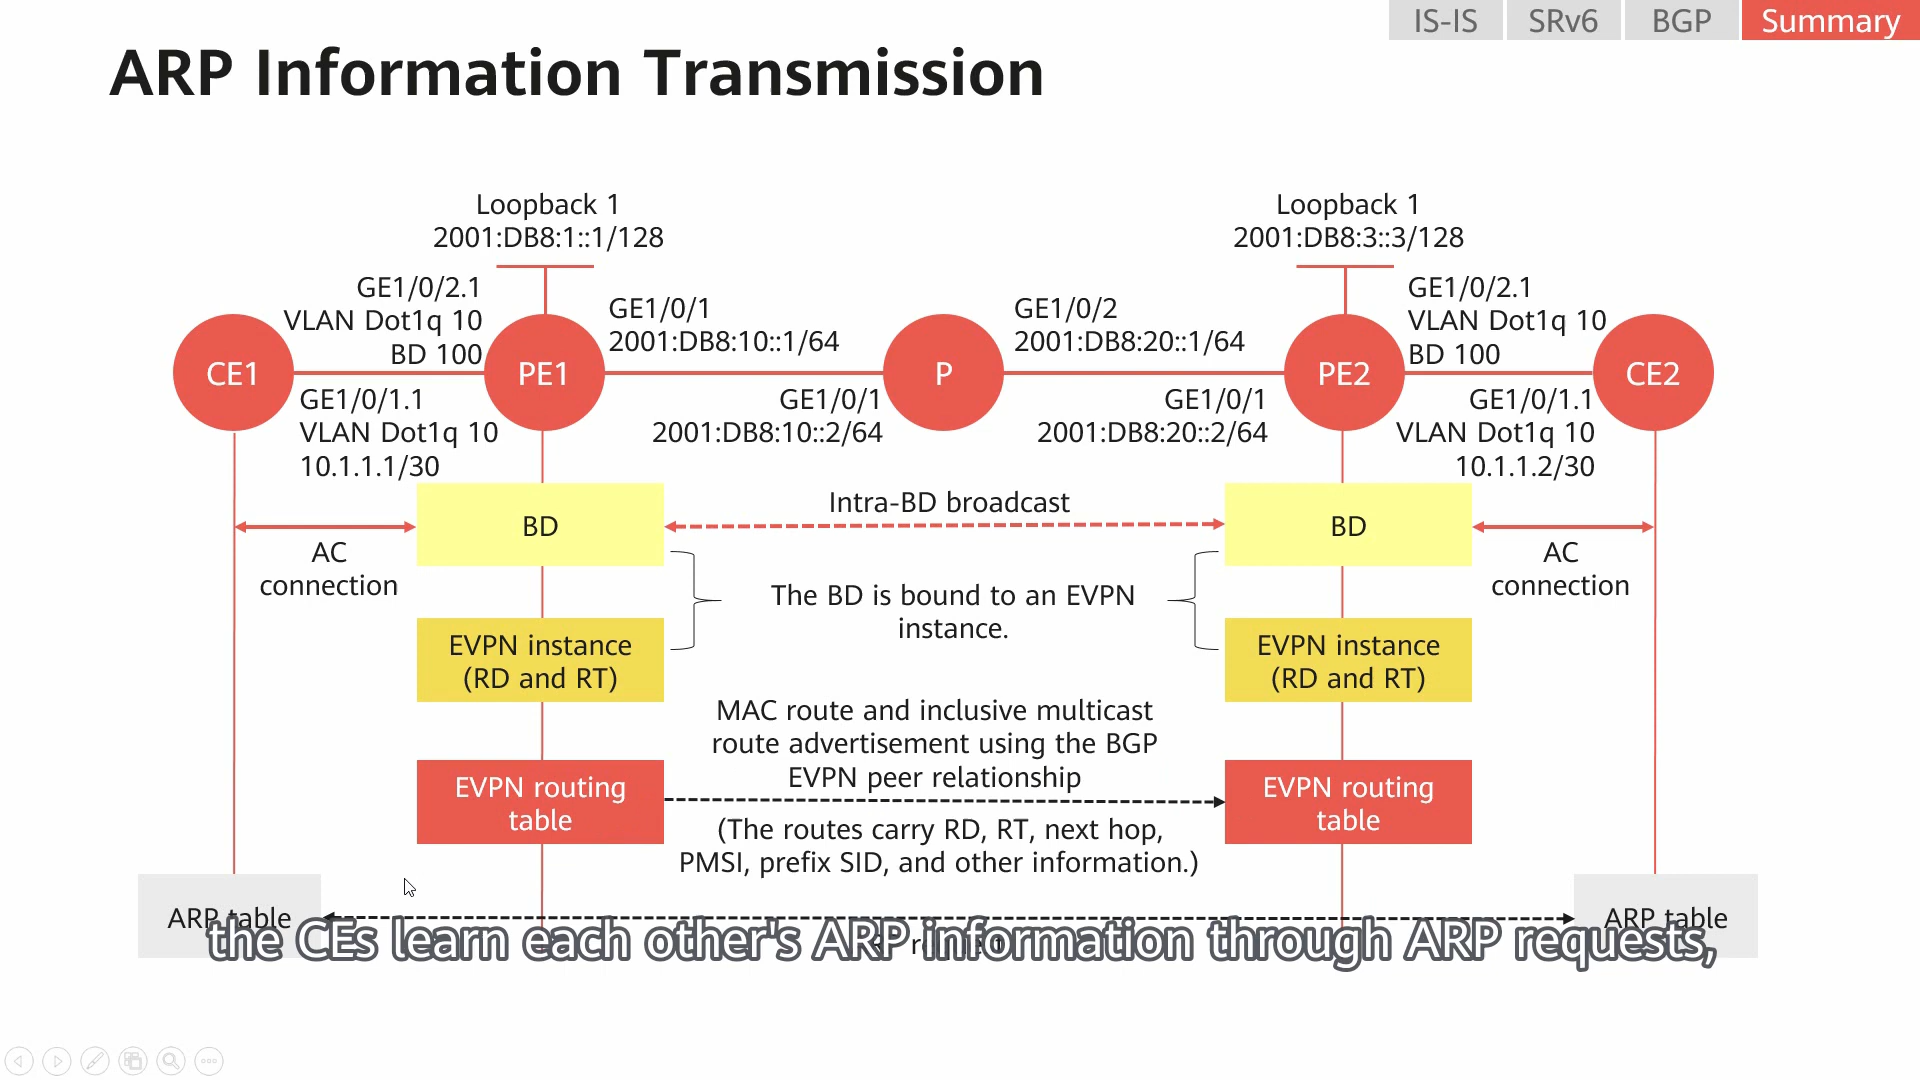 IS-IS
SRv6
BGP
Summary
ARP Information Transmission
Loopback 1
2001:DB8:1::1/128
Loopback 1
2001:DB8:3::3/128
GE1/0/2.1
VLAN Dot1q 10
BD 100
GE1/0/1
2001:DB8:10::1/64
GE1/0/2
2001:DB8:20::1/64
GE1/0/2.1
VLAN Dot1q 10
BD 100
CE1
PE1
P
PE2
CE2
GE1/0/1.1
VLAN Dot1q 10
10.1.1.1/30
GE1/0/1
2001:DB8:10::2/64
GE1/0/1
2001:DB8:20::2/64
GE1/0/1.1
VLAN Dot1q 10
10.1.1.2/30
BD
Intra-BD broadcast
BD
AC
connection
AC
connection
The BD is bound to an EVPN
instance.
EVPN instance
(RD and RT)
EVPN instance
(RD and RT)
MAC route and inclusive multicast
route advertisement using the BGP
EVPN peer relationship
EVPN routing
table
EVPN routing
table
(The routes carry RD, RT, next hop,
PMSI, prefix SID, and other information.)
ARP table
ARP table
the CEs learn each other's ARP information through ARP requests,